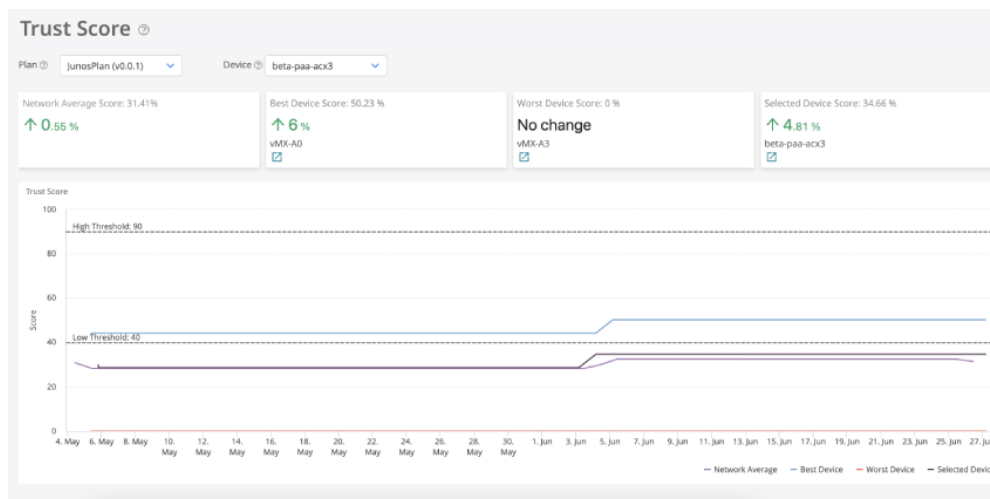 Trust Score
Plan JunosPlan (v0.0.1) Device beta-paa-acx3
Network Average Score: 31.41%
↑ 0.55 %
Best Device Score: 50.23 %
↑ 6 %
vMX-A0
Worst Device Score: 0 %
No change
vMX-A3
Selected Device Score: 34.66 %
↑ 4.81 %
beta-paa-acx3
Trust Score
100
High Threshold: 90
80
60
Score
Low Threshold: 40
40
20
0
4. May 6. May 8. May 10. May 12. May 14. May 16. May 18. May 20. May 22. May 24. May 26. May 28. May 30. May 1. Jun 3. Jun 5. Jun 7. Jun 9. Jun 11. Jun 13. Jun 15. Jun 17. Jun 19. Jun 21. Jun 23. Jun 25. Jun 27. Ju
Network Average Best Device Worst Device Selected Devic